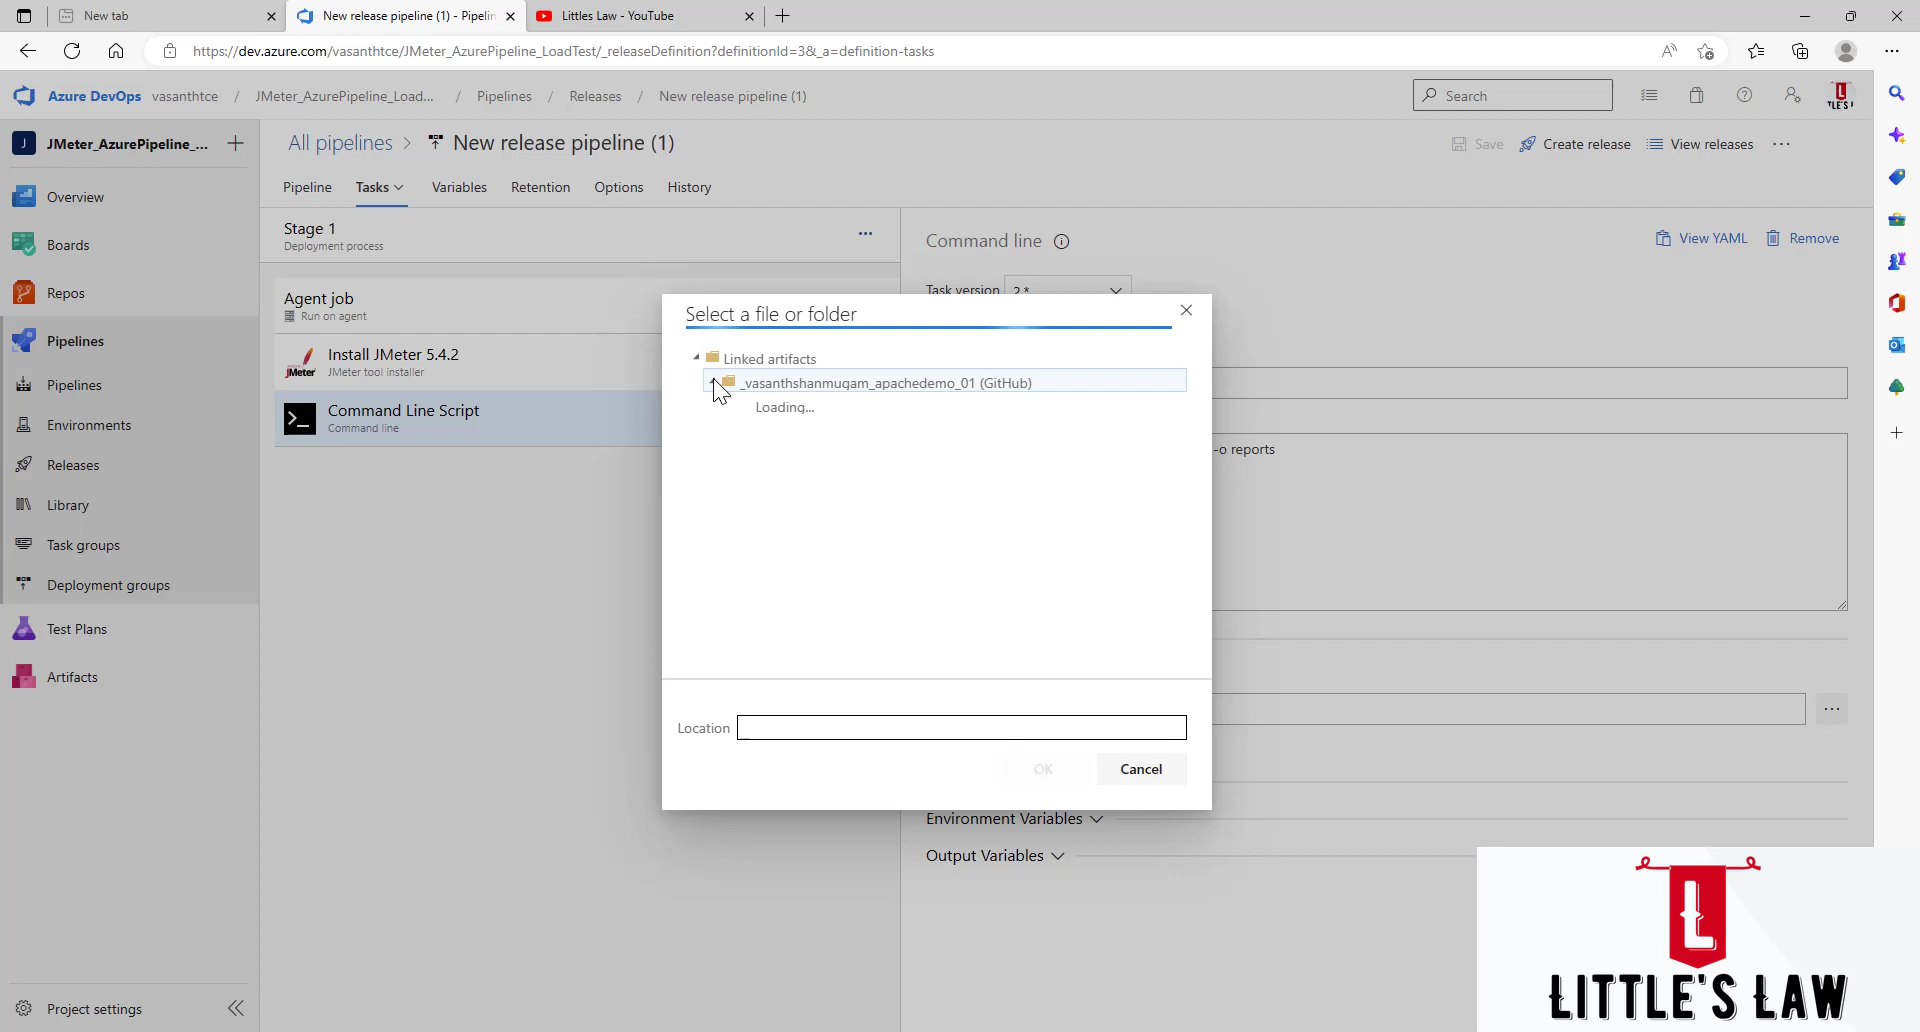 New tab
New release pipeline (1) - Pipelin
Littles Law - YouTube
https://dev.azure.com/vasanthtce/JMeter_AzurePipeline_LoadTest/_releaseDefinition?definitionId=3&_a=definition-tasks
Azure DevOps vasanthtce / JMeter_AzurePipeline_Load... / Pipelines / Releases / New release pipeline (1)
Search
J JMeter_AzurePipeline_...
All pipelines > New release pipeline (1)
Save Create release View releases
Pipeline Tasks Variables Retention Options History
Overview
Boards
Repos
Pipelines
Pipelines
Environments
Releases
Library
Task groups
Deployment groups
Test Plans
Artifacts
Project settings
Stage 1
Deployment process
Agent job
Run on agent
Install JMeter 5.4.2
JMeter tool installer
Command Line Script
Command line
Command line
View YAML Remove
Task version 2.*
-o reports
Select a file or folder
Linked artifacts
_vasanthshanmugam_apachedemo_01 (GitHub)
Loading...
Location
OK Cancel
Environment Variables
Output Variables
L
LITTLE'S LAW